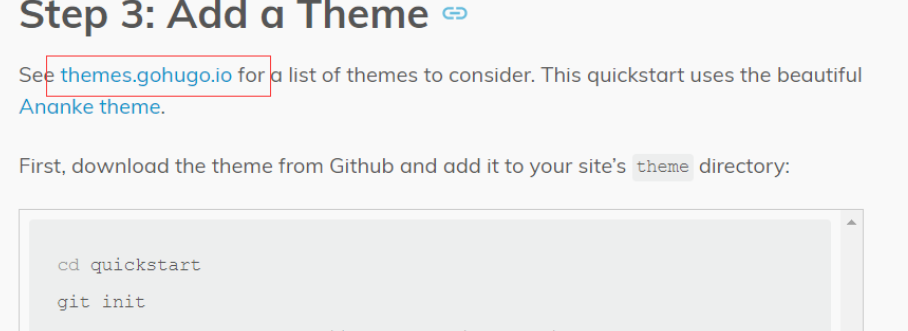 Step 3: Add a Theme
See themes.gohugo.io for a list of themes to consider. This quickstart uses the beautiful
Ananke theme.
First, download the theme from Github and add it to your site’s theme directory:
cd quickstart
git init